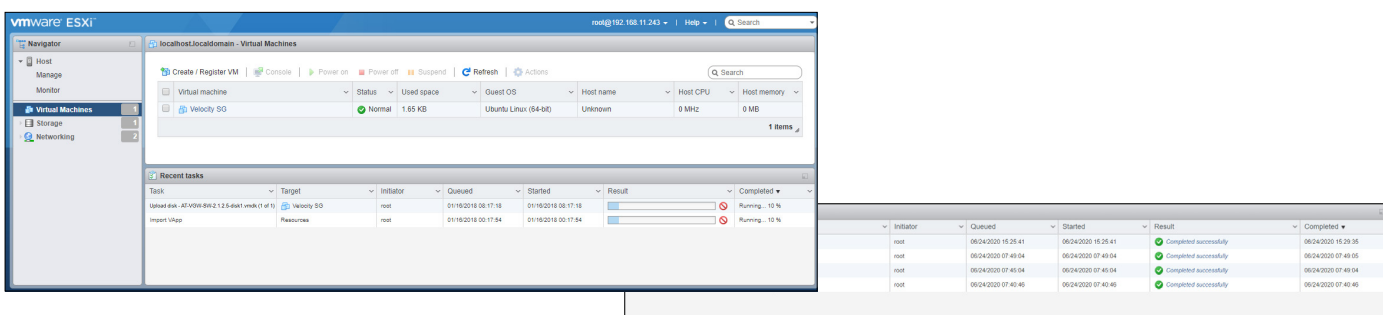 vmware ESXi™
root@192.168.11.243 | Help | Search
Navigator
Host
Manage
Monitor
Virtual Machines 1
Storage 1
Networking 2
localhost.localdomain - Virtual Machines
Create / Register VM | Console | Power on Power off Suspend | Refresh | Actions Search
Virtual machine Status Used space Guest OS Host name Host CPU Host memory
Velocity SG Normal 1.65 KB Ubuntu Linux (64-bit) Unknown 0 MHz 0 MB
1 items
Recent tasks
Task Target Initiator Queued Started Result Completed
Upload disk - AT-VGW-SW-2.1.2.5-disk1.vmdk (1 of 1) Velocity SG root 01/16/2018 08:17:18 01/16/2018 08:17:18 Running... 10 %
Import VApp Resources root 01/16/2018 00:17:54 01/16/2018 00:17:54 Running... 10 %
Initiator Queued Started Result Completed
root 06/24/2020 15:25:41 06/24/2020 15:25:41 Completed successfully 06/24/2020 15:29:35
root 06/24/2020 07:49:04 06/24/2020 07:49:04 Completed successfully 06/24/2020 07:49:05
root 06/24/2020 07:45:04 06/24/2020 07:45:04 Completed successfully 06/24/2020 07:49:04
root 06/24/2020 07:40:46 06/24/2020 07:40:46 Completed successfully 06/24/2020 07:40:46